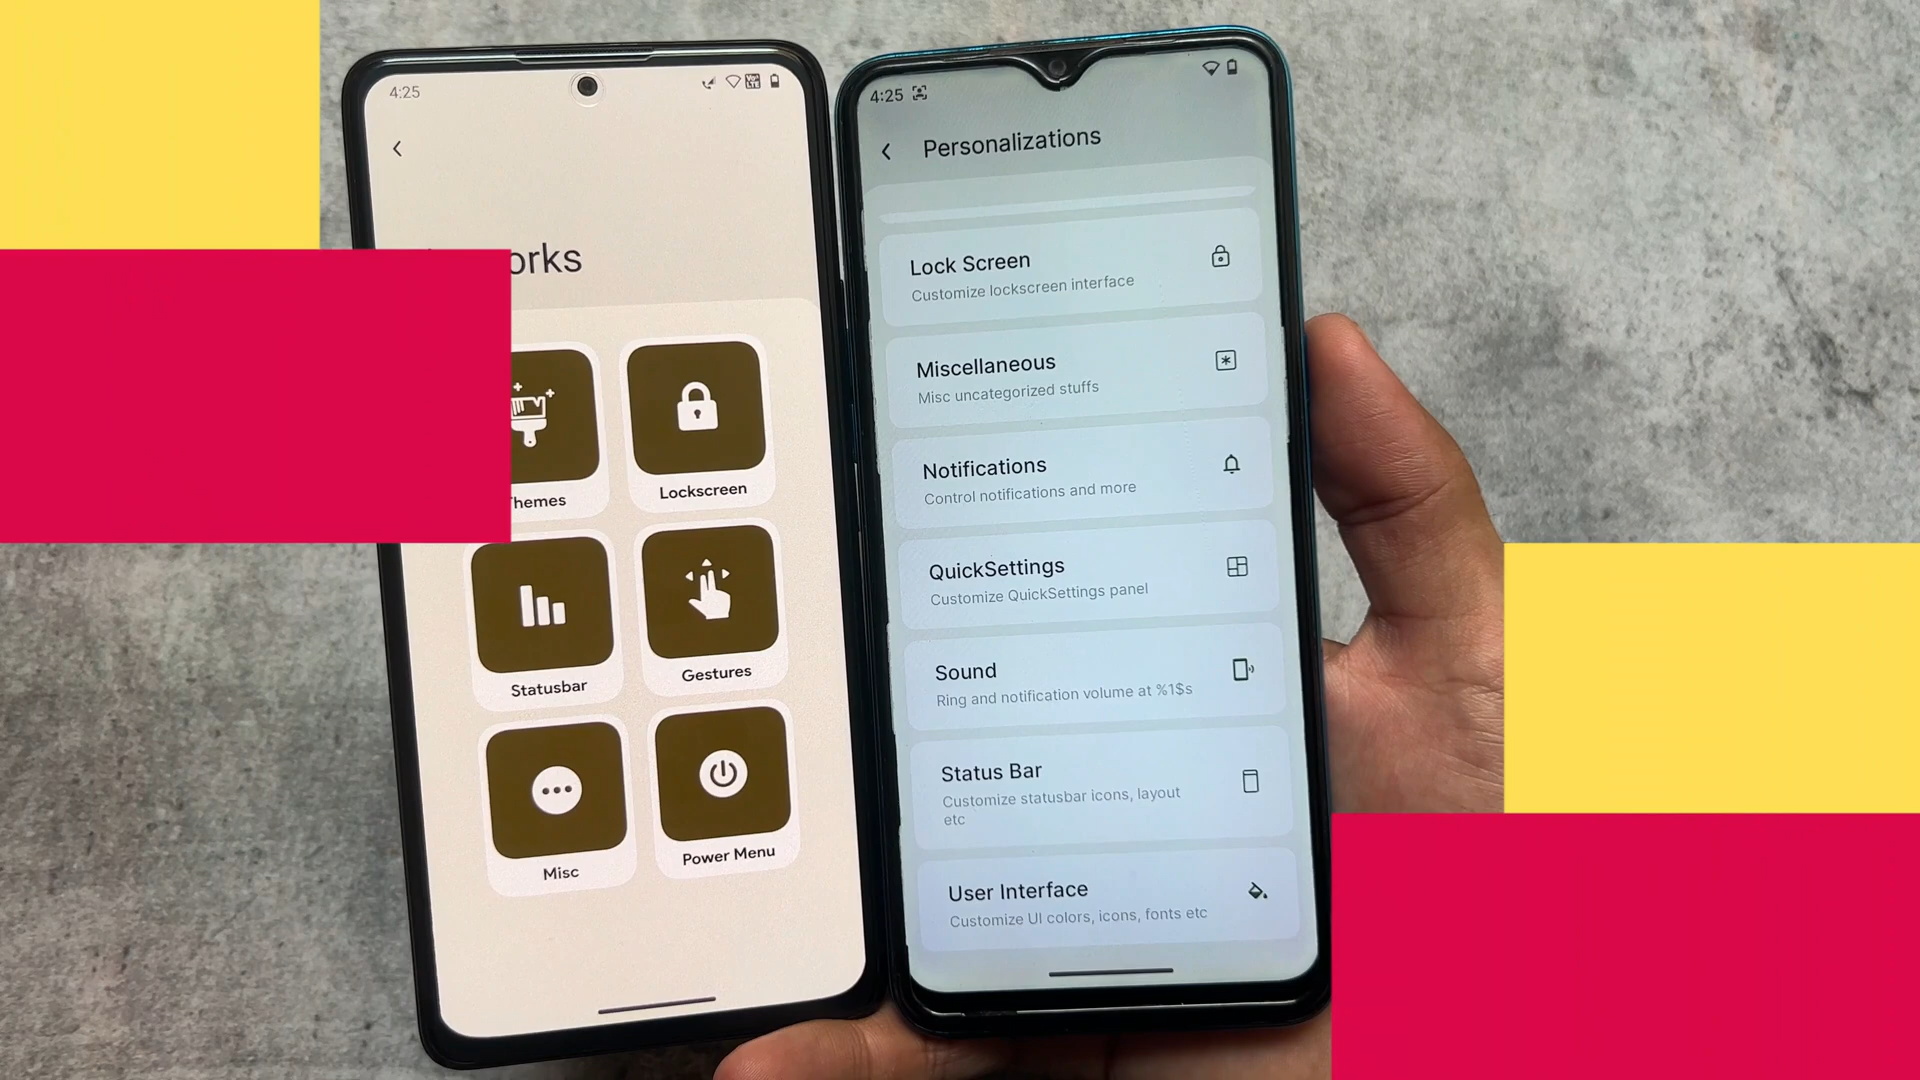 4:25
Themes
Lockscreen
Statusbar
Gestures
Misc
Power Menu
4:25
Personalizations
Lock Screen
Customize lockscreen interface
Miscellaneous
Misc uncategorized stuffs
Notifications
Control notifications and more
QuickSettings
Customize QuickSettings panel
Sound
Ring and notification volume at %1$s
Status Bar
Customize statusbar icons, layout
etc
User Interface
Customize UI colors, icons, fonts etc